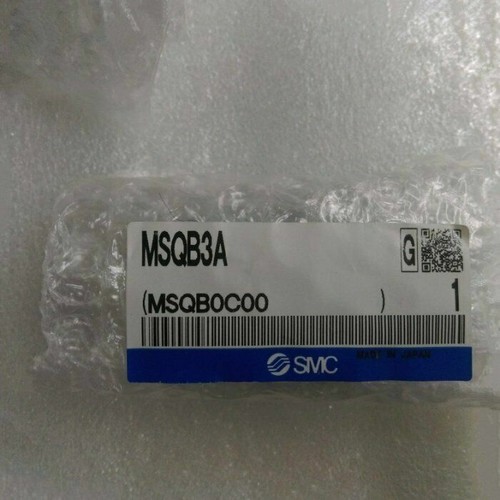 MSQB3A
G
(MSQB0C00 )
1
SMC
MADE IN JAPAN